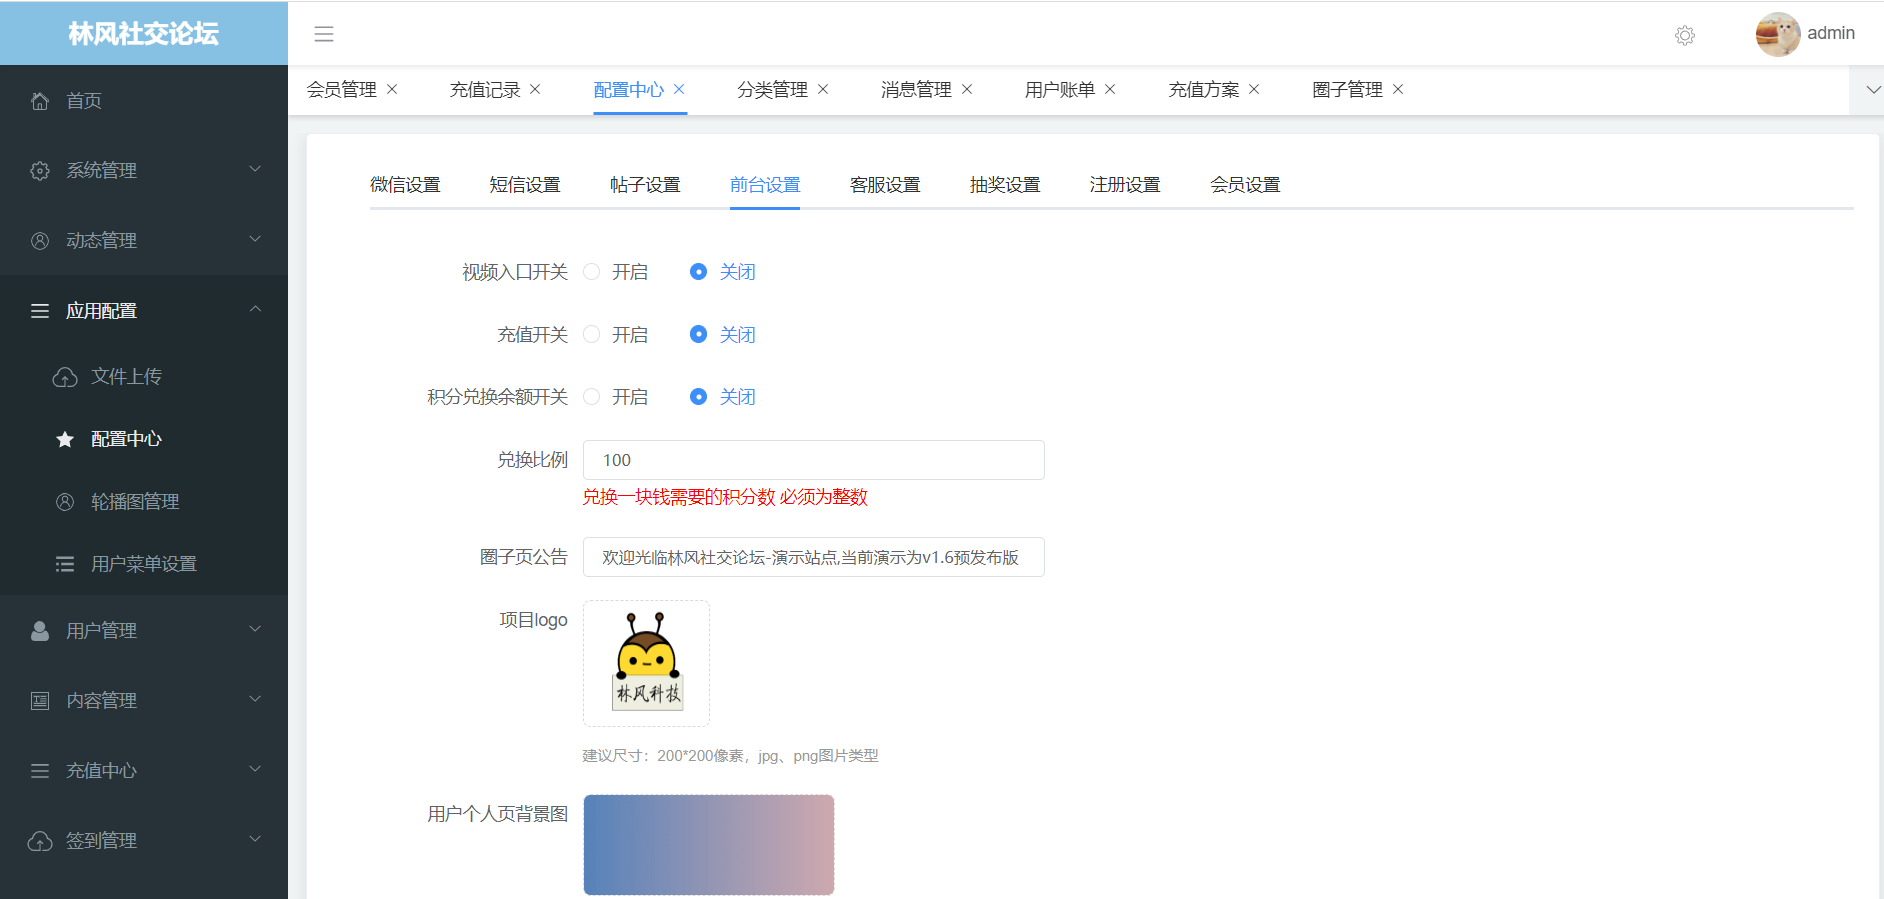 林风社交论坛
admin
会员管理
充值记录
配置中心
分类管理
消息管理
用户账单
充值方案
圈子管理
首页
系统管理
动态管理
应用配置
文件上传
配置中心
轮播图管理
用户菜单设置
用户管理
内容管理
充值中心
签到管理
微信设置
短信设置
帖子设置
前台设置
客服设置
抽奖设置
注册设置
会员设置
视频入口开关 开启 关闭
充值开关 开启 关闭
积分兑换余额开关 开启 关闭
兑换比例 100
兑换一块钱需要的积分数 必须为整数
圈子页公告 欢迎光临林风社交论坛-演示站点,当前演示为v1.6预发布版
项目logo
林风科技
建议尺寸：200*200像素，jpg、png图片类型
用户个人页背景图